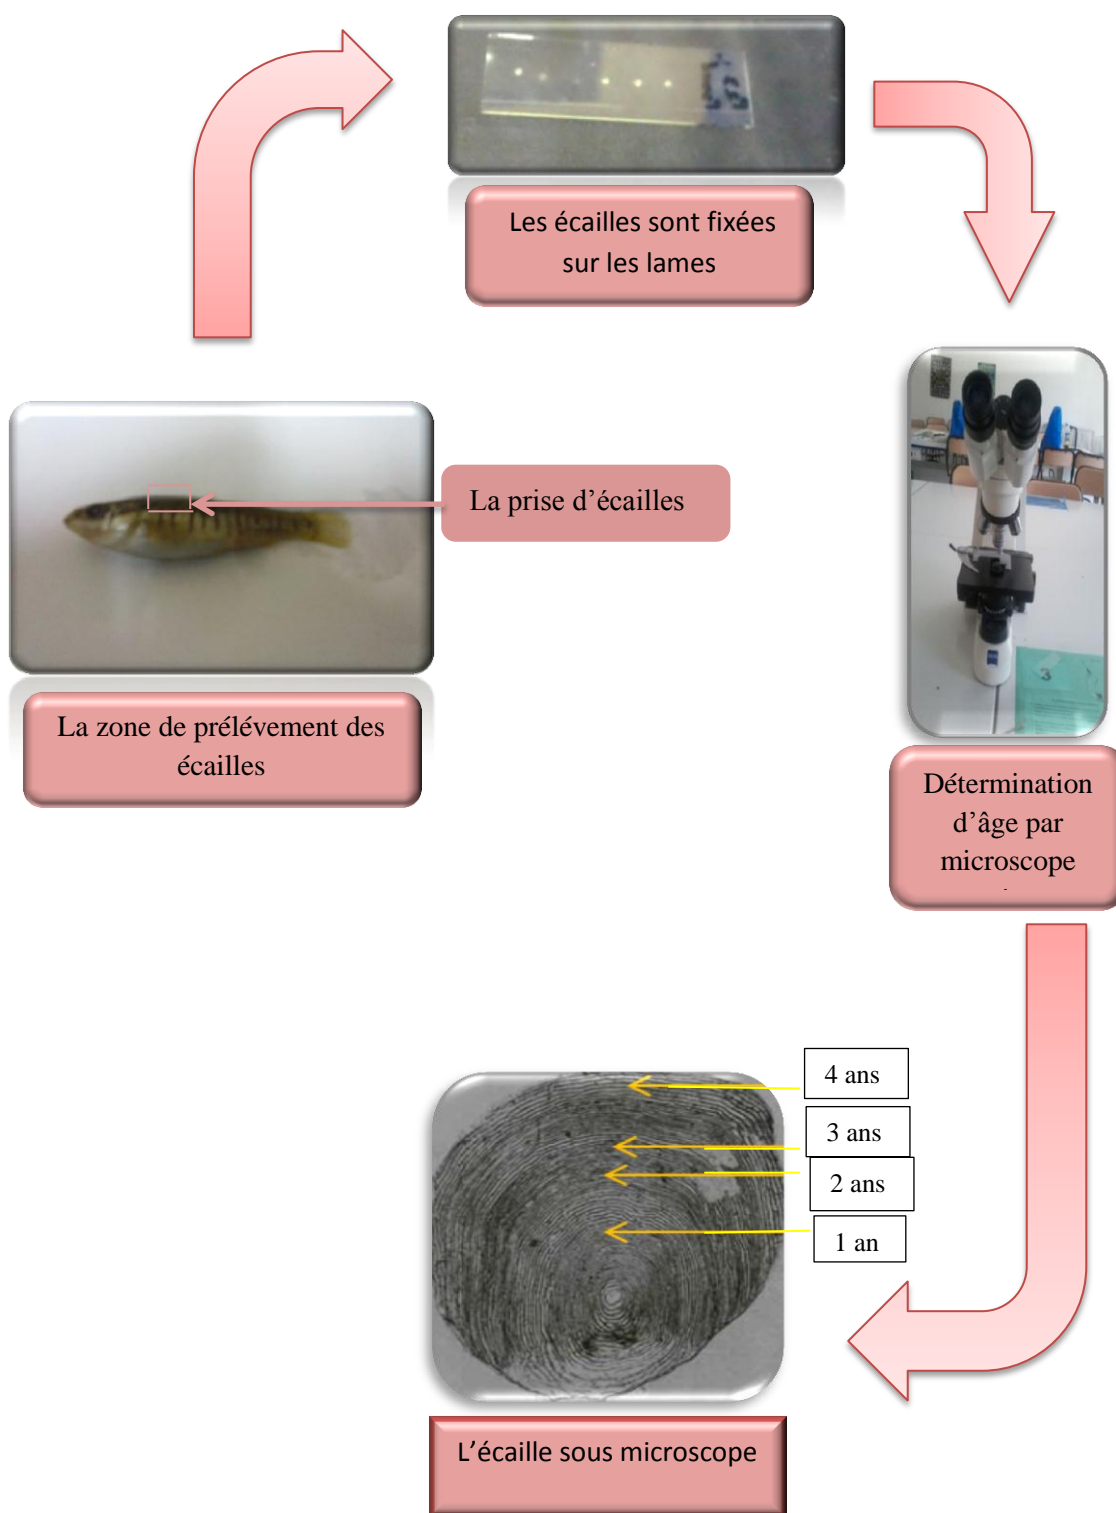 Les écailles sont fixées
sur les lames
La prise d’écailles
La zone de prélévement des
écailles
3
Détermination
d’âge par
microscope
4 ans
3 ans
2 ans
1 an
L’écaille sous microscope